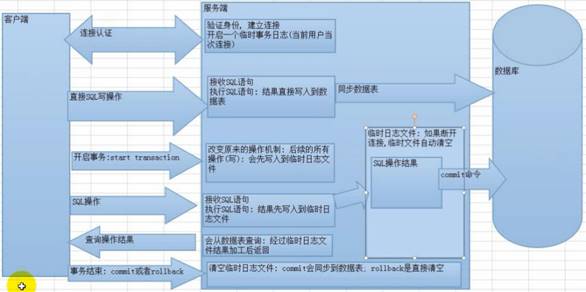 客户端
服务端
连接认证
验证身份, 建立连接
开启一个临时事务日志(当前用户当
次连接)
数据库
直接SQL写操作
接收SQL语句
执行SQL语句: 结果直接写入到数
据表
同步数据表
临时日志文件: 如果断开
连接,临时文件自动清空
SQL操作结果
commit命令
开启事务:start transaction
改变原来的操作机制: 后续的所有
操作(写): 会先写入到临时日志文
件
SQL操作
接收SQL语句
执行SQL语句: 结果先写入到临时日
志文件
查询操作结果
会从数据表查询: 经过临时日志文
件结果加工后返回
事务结束: commit或者rollback
清空临时日志文件: commit会同步到数据表, rollback是直接清空